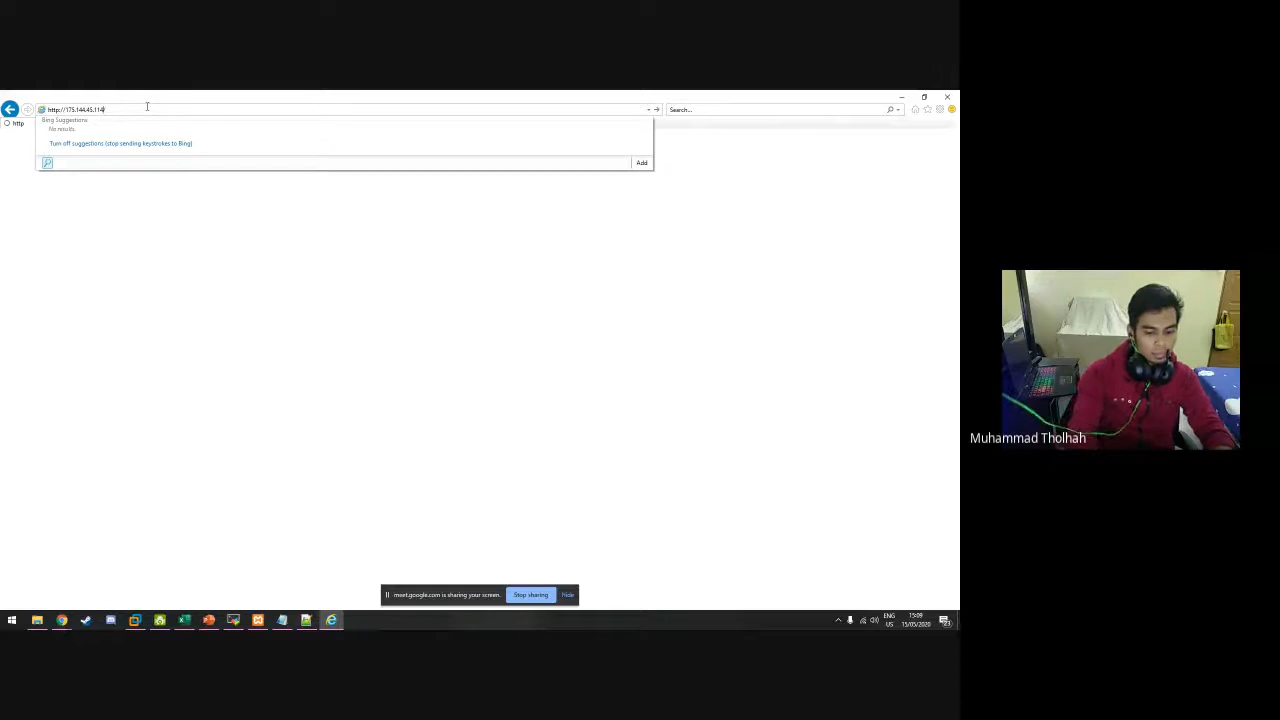 http://175.144.45.114
Search...
http
Bing Suggestions
No results.
Turn off suggestions (stop sending keystrokes to Bing)
Add
Muhammad Tholhah
meet.google.com is sharing your screen.
Stop sharing
Hide
ENG
US
15:09
15/05/2020